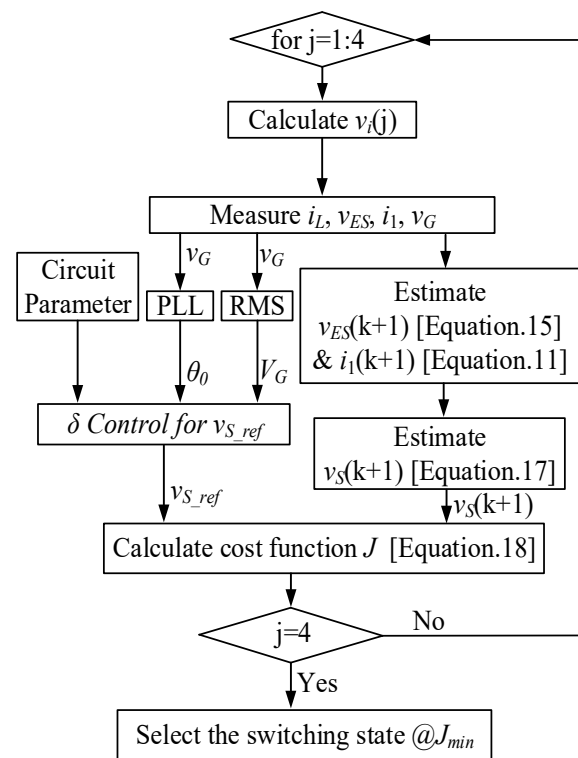 for j=1:4
Calculate v_i(j)
Measure i_L, v_ES, i_1, v_G
v_G
v_G
Circuit
Parameter
PLL
RMS
θ_0
V_G
δ Control for v_S_ref
v_S_ref
Estimate
v_ES(k+1) [Equation.15]
& i_1(k+1) [Equation.11]
Estimate
v_S(k+1) [Equation.17]
v_S(k+1)
Calculate cost function J [Equation.18]
j=4
No
Yes
Select the switching state @J_min